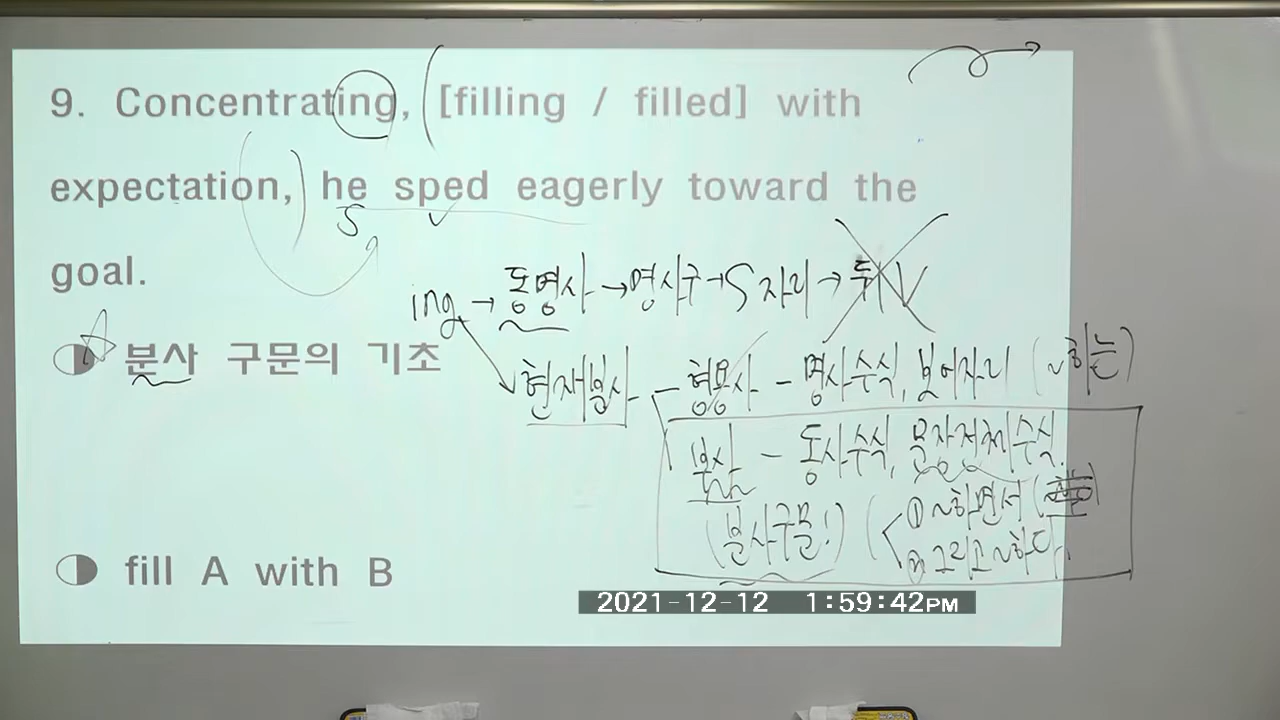 9. Concentrating, [filling / filled] with
expectation, he sped eagerly toward the
S V
goal.
ing → 동명사 → 명사구 → S 자리 → 뒤 V
분사 구문의 기초
현재분사 - 형용사 - 명사수식, 보어자리 (~하는)
부사 - 동사수식, 문장전체수식
(분사구문!) ( ① ~하면서
② 그리고 ~하다.
fill A with B
2021-12-12 1:59:42PM